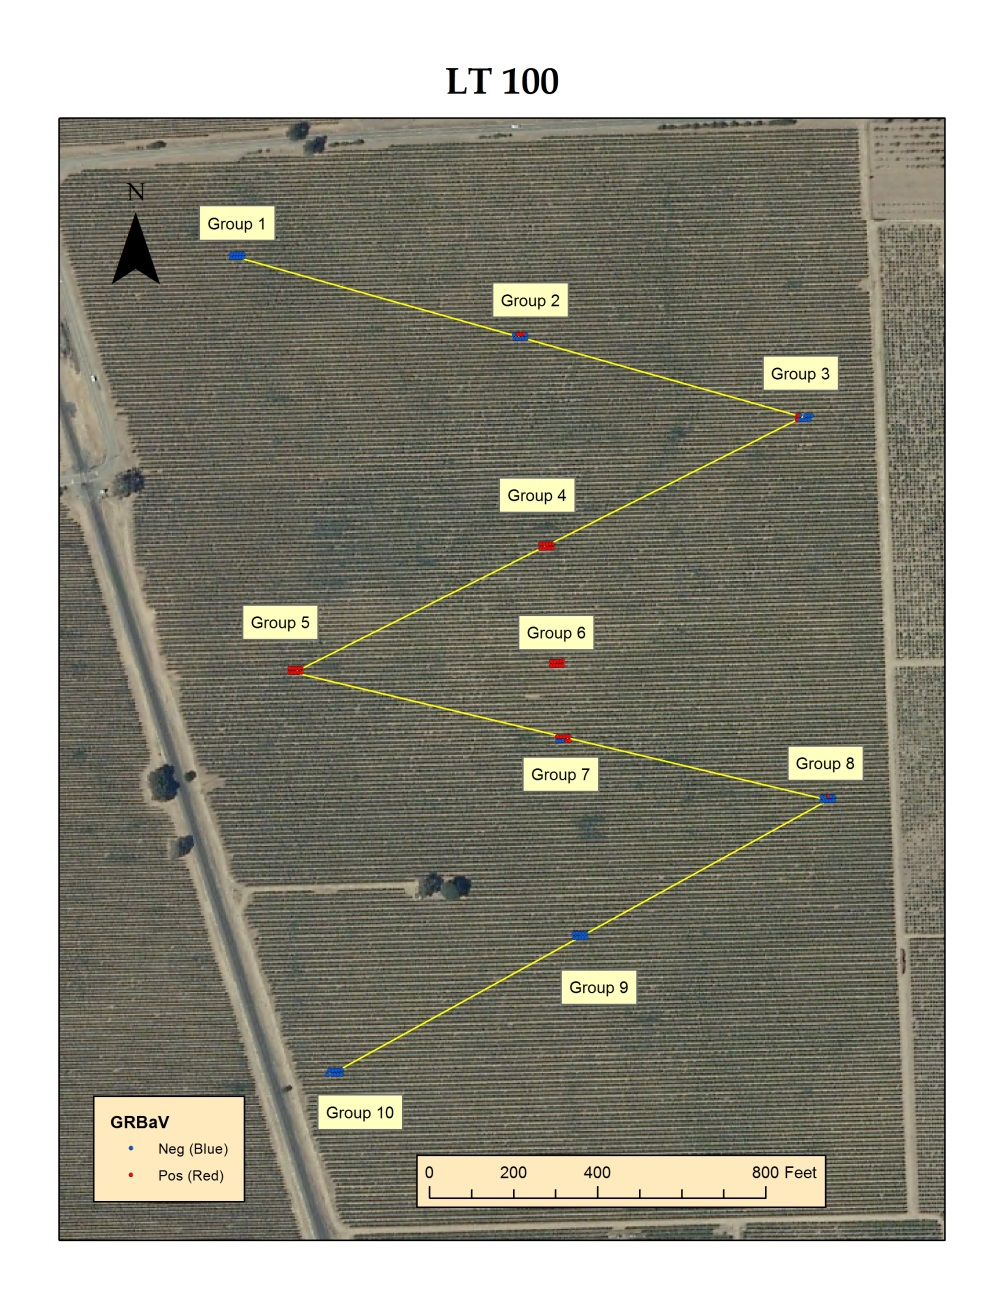 LT 100
N
Group 1
Group 2
Group 3
Group 4
Group 5
Group 6
Group 7
Group 8
Group 9
Group 10
GRBaV
Neg (Blue)
Pos (Red)
0 200 400 800 Feet